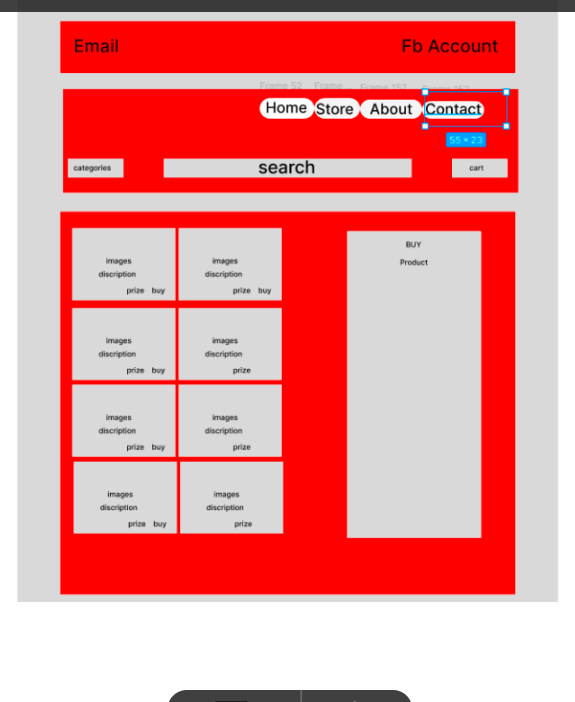 Email Fb Account
Frame 52 Frame ... Frame 157 Frame 157
Home Store About Contact
55 × 23
categories search cart
images images
discription discription
prize buy prize buy
BUY
Product
images images
discription discription
prize buy prize
images images
discription discription
prize buy prize
images images
discription discription
prize buy prize